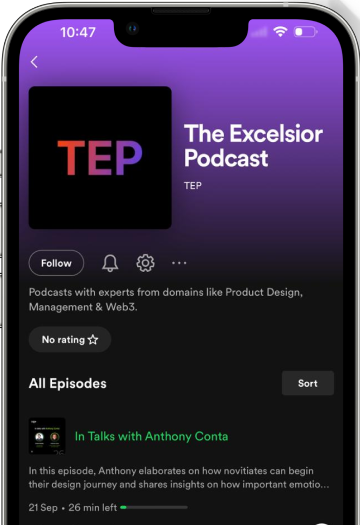 10:47
TEP
The Excelsior
Podcast
TEP
Follow
Podcasts with experts from domains like Product Design,
Management & Web3.
No rating
All Episodes
Sort
In Talks with Anthony Conta
In this episode, Anthony elaborates on how novitiates can begin
their design journey and shares insights on how important emotio...
21 Sep • 26 min left